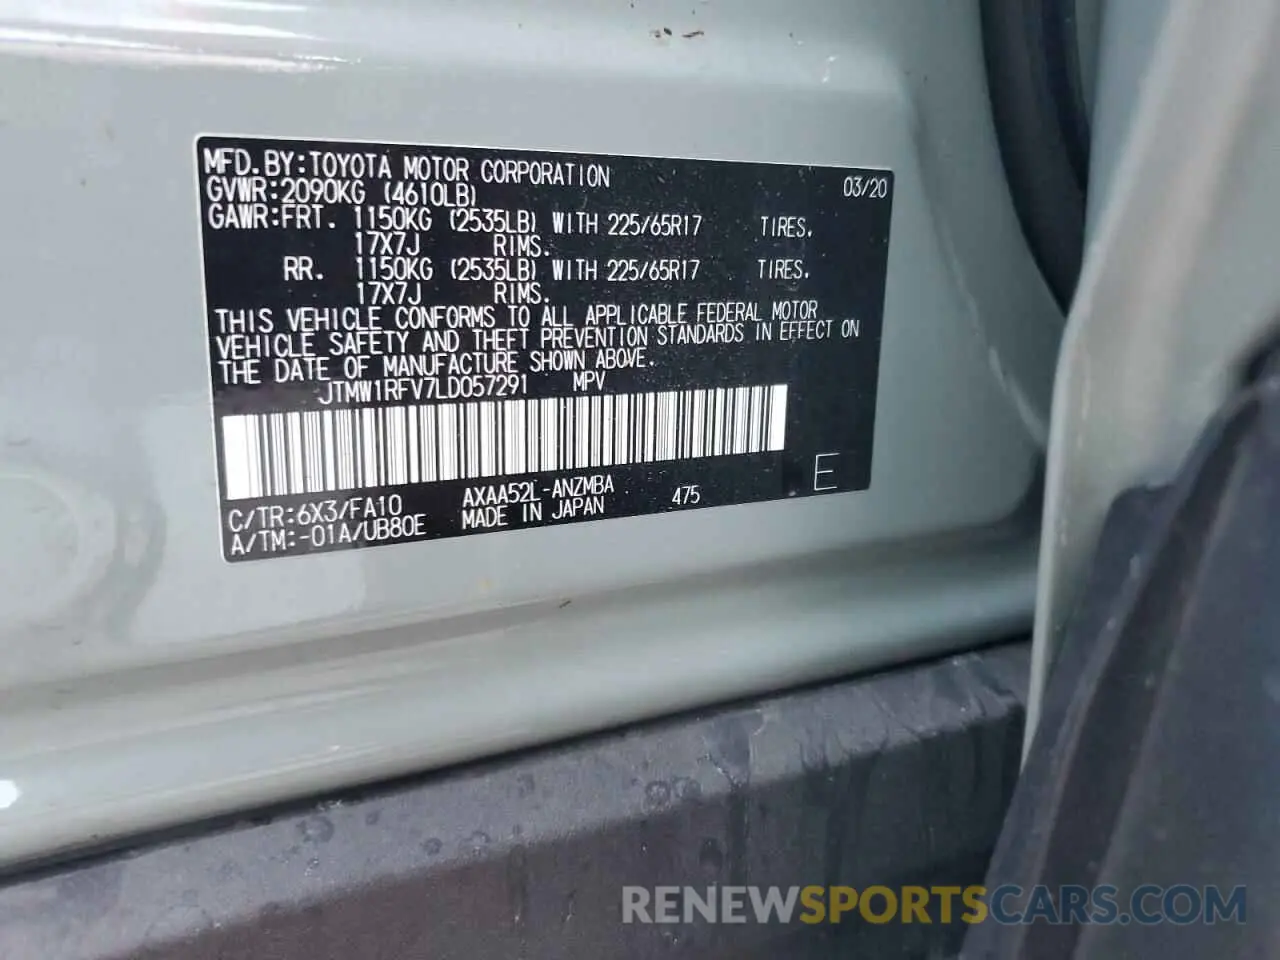 MFD.BY:TOYOTA MOTOR CORPORATION 03/20
GVWR:2090KG (4610LB)
GAWR:FRT. 1150KG (2535LB) WITH 225/65R17 TIRES.
17X7J RIMS.
RR. 1150KG (2535LB) WITH 225/65R17 TIRES.
17X7J RIMS.
THIS VEHICLE CONFORMS TO ALL APPLICABLE FEDERAL MOTOR
VEHICLE SAFETY AND THEFT PREVENTION STANDARDS IN EFFECT ON
THE DATE OF MANUFACTURE SHOWN ABOVE.
JTMW1RFV7LD057291 MPV
E
C/TR:6X3/FA10 AXAA52L-ANZMBA 475
A/TM:-01A/UB80E MADE IN JAPAN
RENEWSPORTSCARS.COM